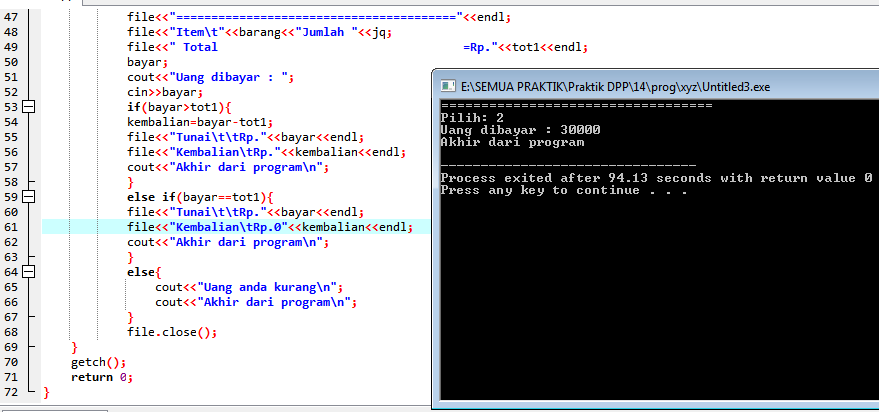 47 file<<"========================================"<<endl;
48 file<<"Item\t"<<barang<<"Jumlah "<<jq;
49 file<<" Total                                   =Rp."<<tot1<<endl;
50 bayar;
51 cout<<"Uang dibayar : ";
52 cin>>bayar;
53 if(bayar>tot1){
54 kembalian=bayar-tot1;
55 file<<"Tunai\t\tRp."<<bayar<<endl;
56 file<<"Kembalian\tRp."<<kembalian<<endl;
57 cout<<"Akhir dari program\n";
58 }
59 else if(bayar==tot1){
60 file<<"Tunai\t\tRp."<<bayar<<endl;
61 file<<"Kembalian\tRp.0"<<kembalian<<endl;
62 cout<<"Akhir dari program\n";
63 }
64 else{
65 cout<<"Uang anda kurang\n";
66 cout<<"Akhir dari program\n";
67 }
68 file.close();
69 }
70 getch();
71 return 0;
72 }
E:\SEMUA PRAKTIK\Praktik DPP\14\prog\xyz\Untitled3.exe
==================================
Pilih: 2
Uang dibayar : 30000
Akhir dari program
--------------------------------
Process exited after 94.13 seconds with return value 0
Press any key to continue . . .